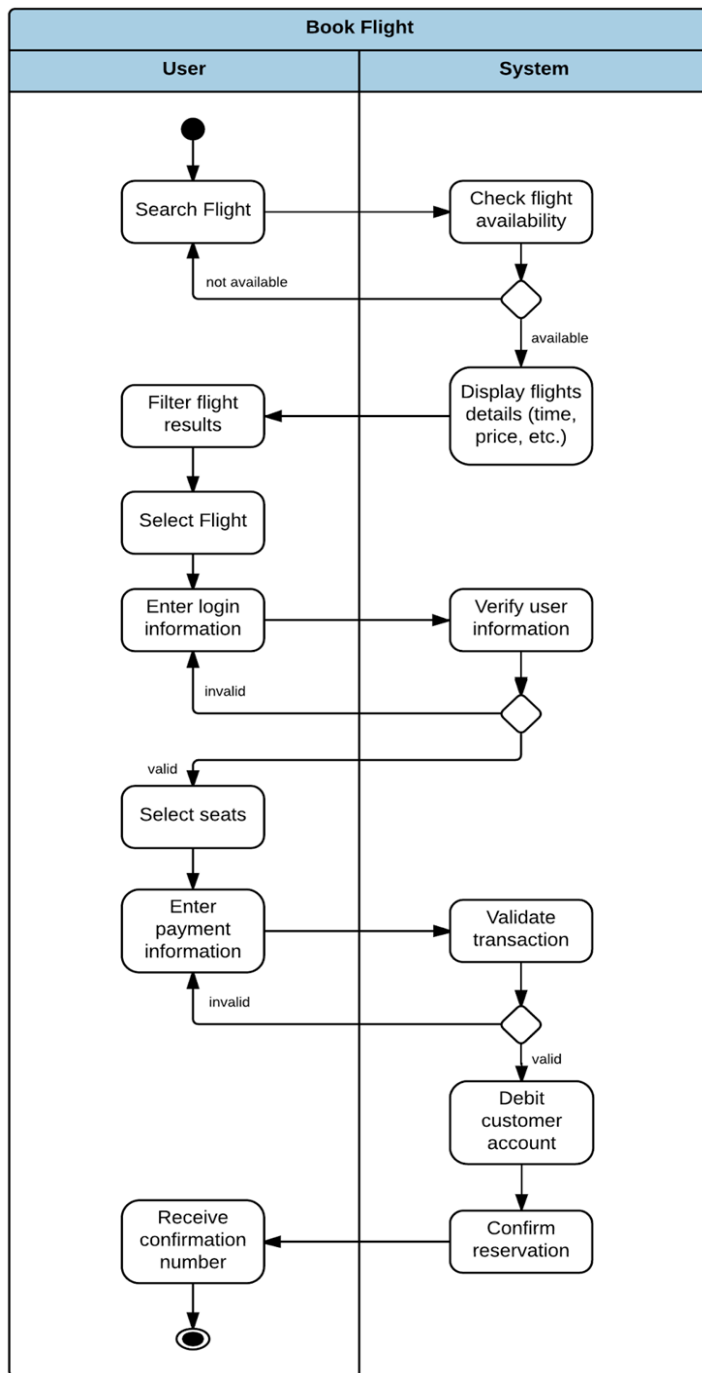 Book Flight
User
System
Search Flight
Check flight
availability
not available
available
Filter flight
results
Display flights
details (time,
price, etc.)
Select Flight
Enter login
information
Verify user
information
invalid
valid
Select seats
Enter
payment
information
Validate
transaction
invalid
valid
Debit
customer
account
Receive
confirmation
number
Confirm
reservation